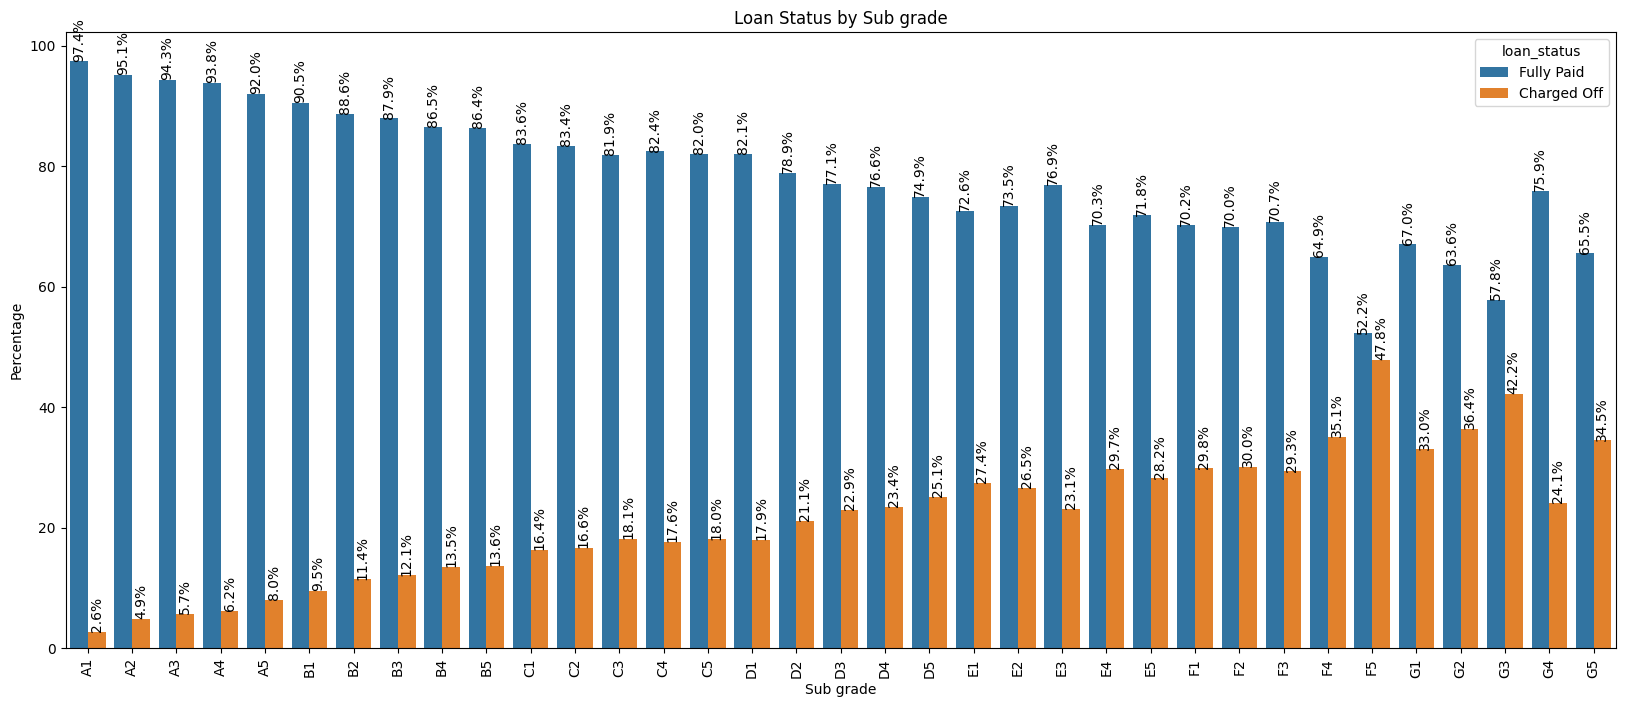 Loan Status by Sub grade
loan_status
Fully Paid
Charged Off
Percentage
100
80
60
40
20
0
97.4%
95.1%
94.3%
93.8%
92.0%
90.5%
88.6%
87.9%
86.5%
86.4%
83.6%
83.4%
81.9%
82.4%
82.0%
82.1%
78.9%
77.1%
76.6%
74.9%
72.6%
73.5%
76.9%
70.3%
71.8%
70.2%
70.0%
70.7%
64.9%
52.2%
67.0%
63.6%
57.8%
75.9%
65.5%
2.6%
4.9%
5.7%
6.2%
8.0%
9.5%
11.4%
12.1%
13.5%
13.6%
16.4%
16.6%
18.1%
17.6%
18.0%
17.9%
21.1%
22.9%
23.4%
25.1%
27.4%
26.5%
23.1%
29.7%
28.2%
29.8%
30.0%
29.3%
35.1%
47.8%
33.0%
36.4%
42.2%
24.1%
34.5%
A1
A2
A3
A4
A5
B1
B2
B3
B4
B5
C1
C2
C3
C4
C5
D1
D2
D3
D4
D5
E1
E2
E3
E4
E5
F1
F2
F3
F4
F5
G1
G2
G3
G4
G5
Sub grade